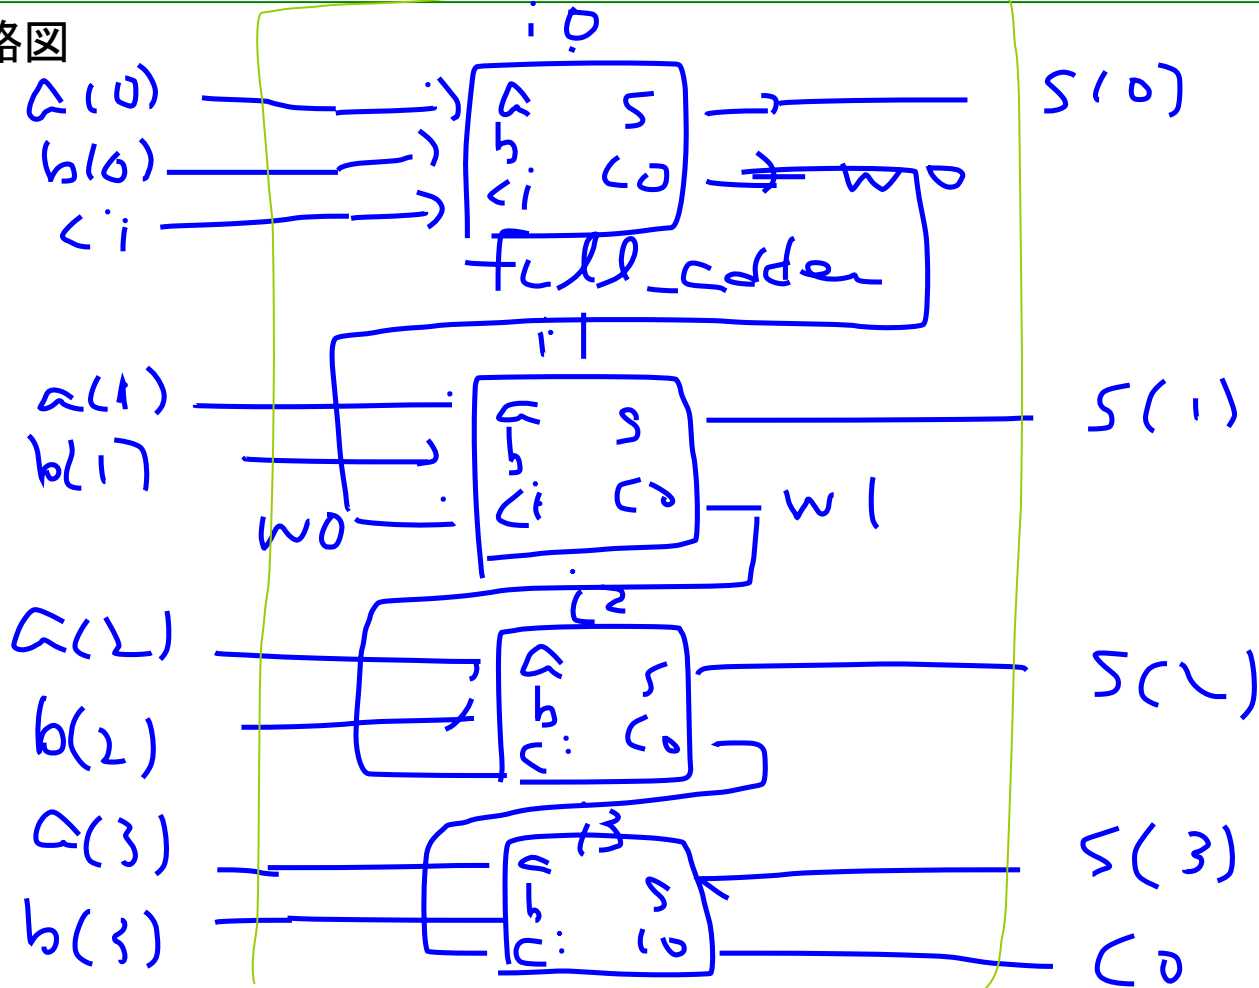 略図
i0
a(0) a s s(0)
b(0) b co w0
ci ci
full_adder
i1
a(1) a s s(1)
b(1) b
w0 ci co w1
i2
a(2) a s s(2)
b(2) b co
ci
i3
a(3) a s s(3)
b(3) b
ci co co